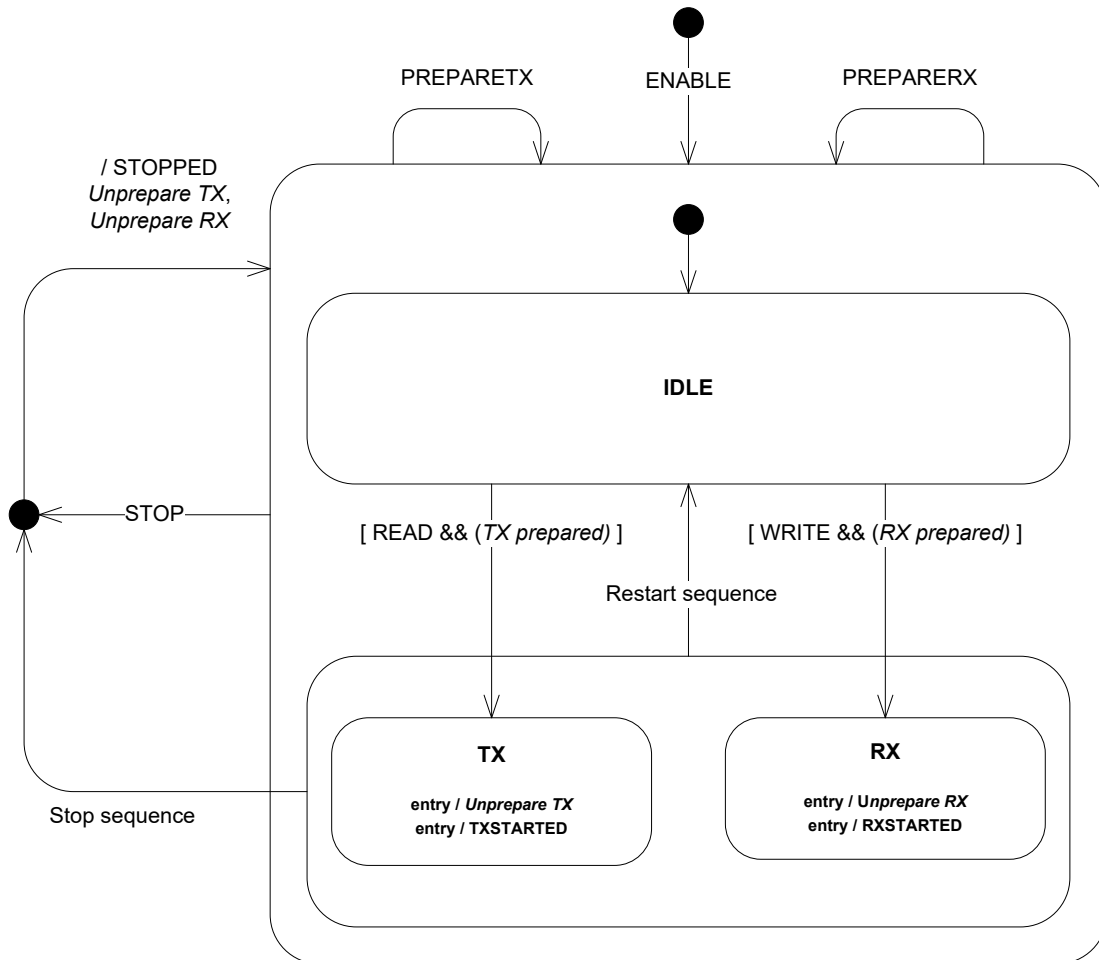 PREPARETX
ENABLE
PREPARERX
/ STOPPED
Unprepare TX,
Unprepare RX
IDLE
STOP
[ READ && (TX prepared) ]
[ WRITE && (RX prepared) ]
Restart sequence
TX
entry / Unprepare TX
entry / TXSTARTED
RX
entry / Unprepare RX
entry / RXSTARTED
Stop sequence